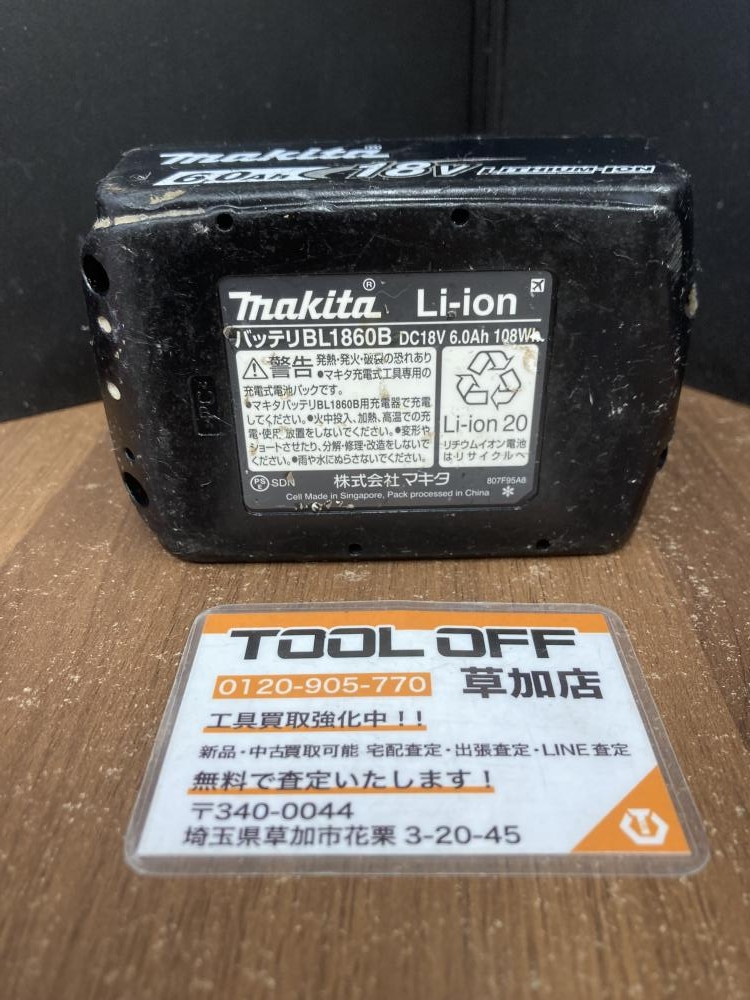 makita
6.0Ah 18V LITHIUM-ION
makita® Li-ion
バッテリBL1860B DC18V 6.0Ah 108Wh
警告 発熱・発火・破裂の恐れあり
●マキタ充電式工具専用の
充電式電池パックです。
●マキタバッテリBL1860B用充電器で充電
してください。●火中投入、加熱、高温での充
電・使用、放置をしないでください。●変形や
ショートさせたり、分解・修理・改造をしないで
ください。●雨や水にぬらさないでください。
Li-ion 20
リチウムイオン電池
はリサイクルへ
PS E SDN 株式会社マキタ 807F95A8
Cell Made in Singapore, Pack processed in China *
>PC<
TOOL OFF
0120-905-770 草加店
工具買取強化中！！
新品・中古買取可能 宅配査定・出張査定・LINE査定
無料で査定いたします！
〒340-0044
埼玉県草加市花栗 3-20-45